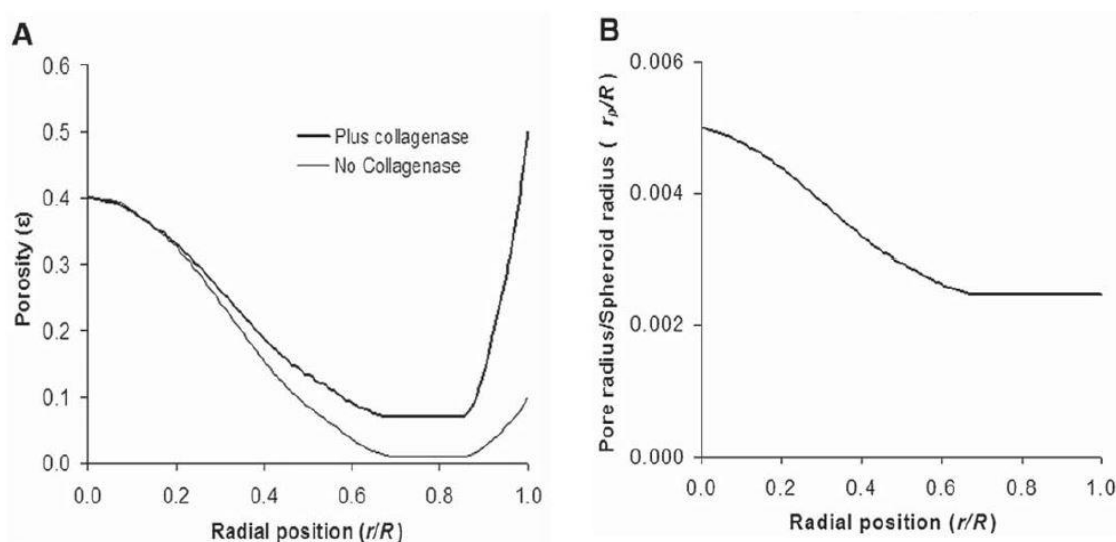 A
Porosity (ε)
0.6
0.5
0.4
0.3
0.2
0.1
0.0
Plus collagenase
No Collagenase
0.0 0.2 0.4 0.6 0.8 1.0
Radial position (r/R)
B
Pore radius/Spheroid radius ( rρ/R)
0.006
0.004
0.002
0.000
0.0 0.2 0.4 0.6 0.8 1.0
Radial position (r/R)